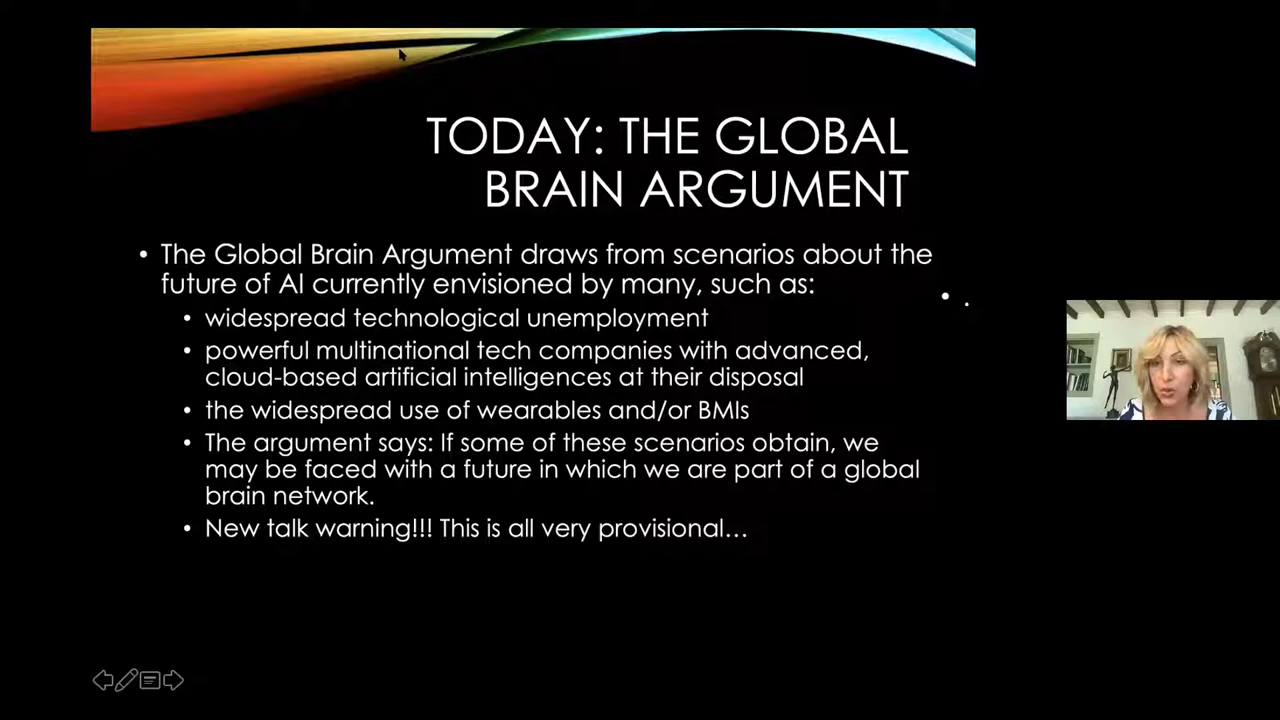 TODAY: THE GLOBAL
BRAIN ARGUMENT
• The Global Brain Argument draws from scenarios about the
future of AI currently envisioned by many, such as:
• widespread technological unemployment
• powerful multinational tech companies with advanced,
cloud-based artificial intelligences at their disposal
• the widespread use of wearables and/or BMIs
• The argument says: If some of these scenarios obtain, we
may be faced with a future in which we are part of a global
brain network.
• New talk warning!!! This is all very provisional…